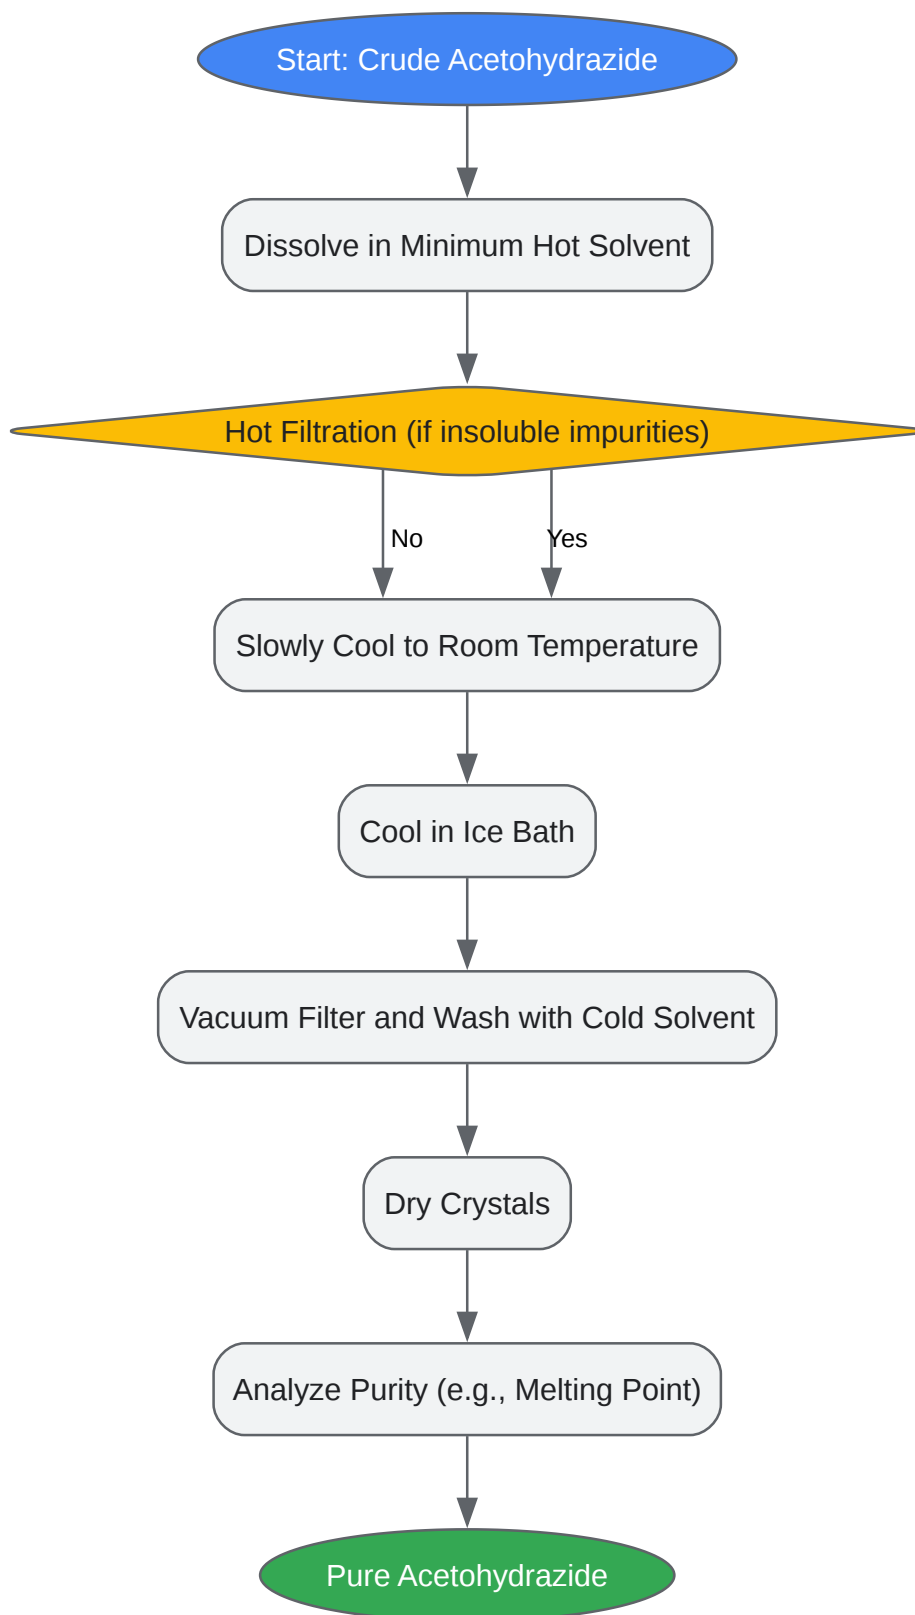 Start: Crude Acetohydrazide
Dissolve in Minimum Hot Solvent
Hot Filtration (if insoluble impurities)
No
Yes
Slowly Cool to Room Temperature
Cool in Ice Bath
Vacuum Filter and Wash with Cold Solvent
Dry Crystals
Analyze Purity (e.g., Melting Point)
Pure Acetohydrazide